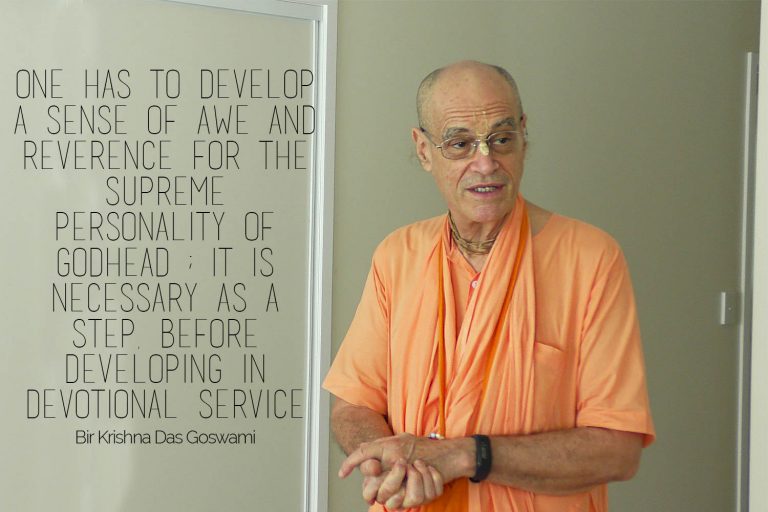 ONE HAS TO DEVELOP
A SENSE OF AWE AND
REVERENCE FOR THE
SUPREME
PERSONALITY OF
GODHEAD ; IT IS
NECESSARY AS A
STEP, BEFORE
DEVELOPING IN
DEVOTIONAL SERVICE
Bir Krishna Das Goswami